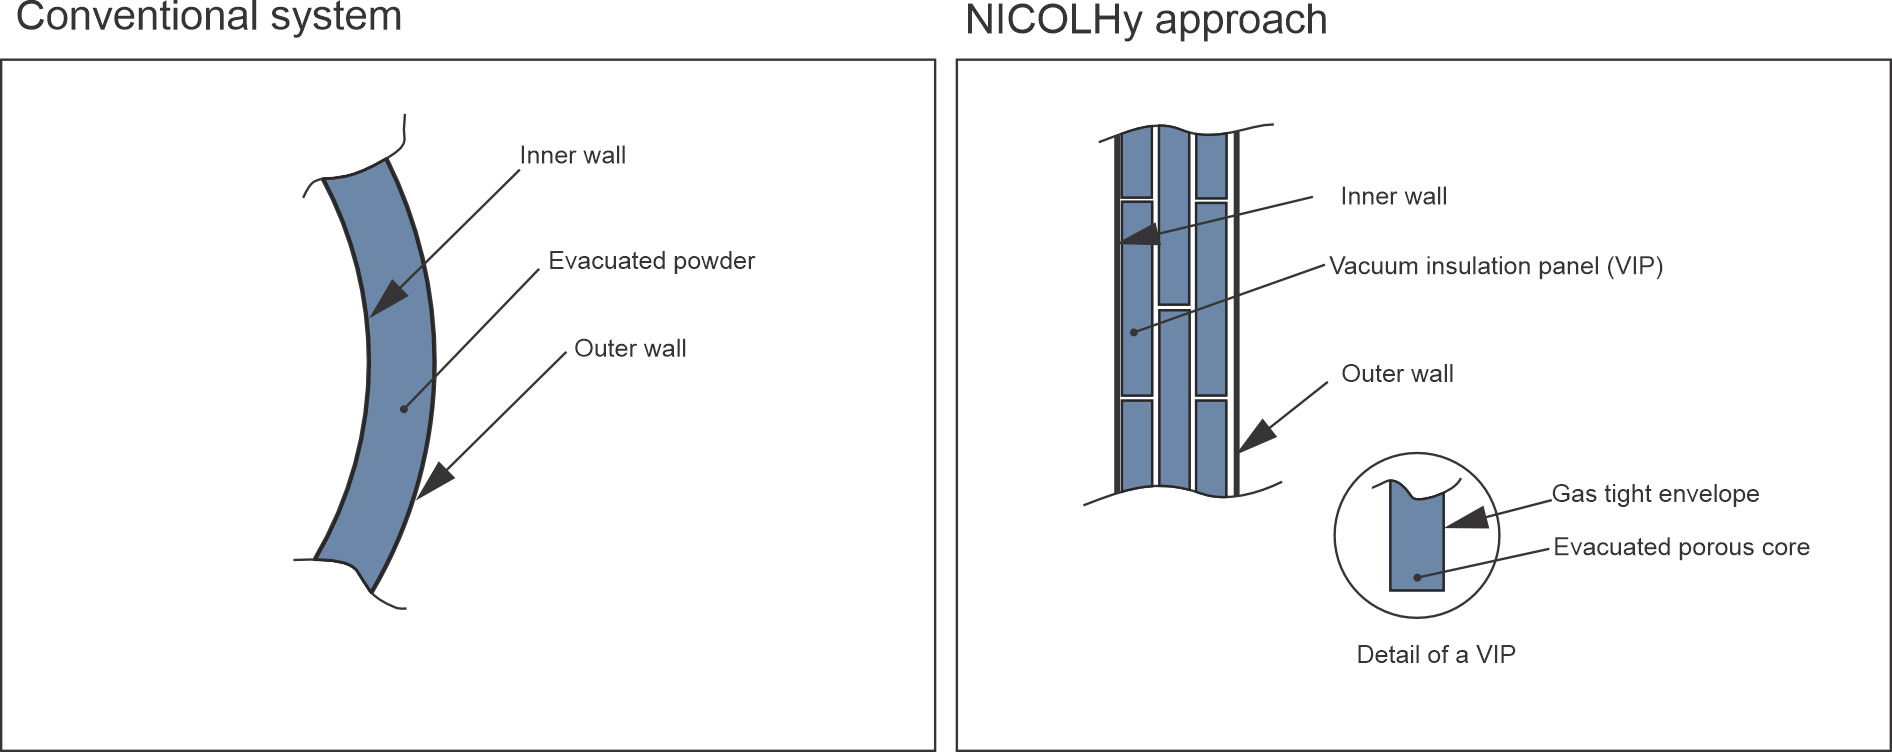 Conventional system
Inner wall
Evacuated powder
Outer wall
NICOLHy approach
Inner wall
Vacuum insulation panel (VIP)
Outer wall
Gas tight envelope
Evacuated porous core
Detail of a VIP